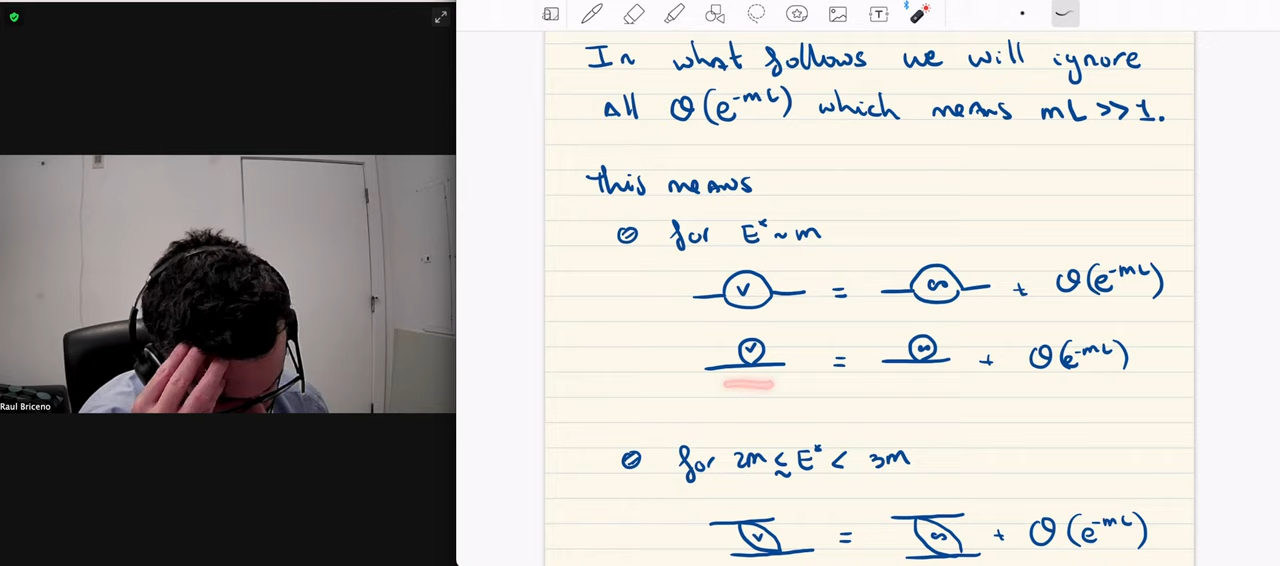 In what follows we will ignore
all O(e^-mL) which means mL >> 1.
This means
for E* ~ m
V = ∞ + O(e^-mL)
V = ∞ + O(e^-mL)
for 2m ≲ E* < 3m
V = ∞ + O(e^-mL)
Raul Briceno